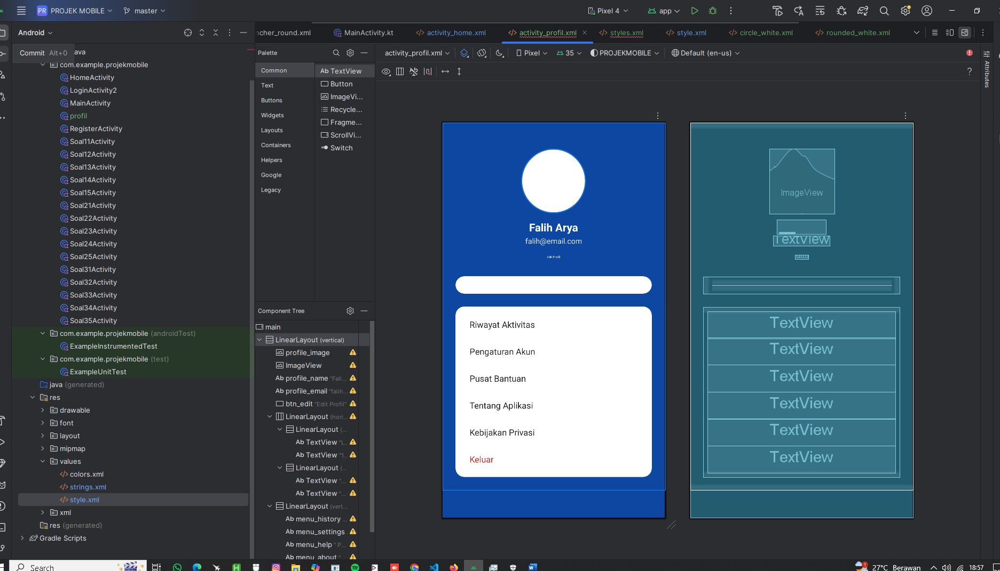 PR PROJEK MOBILE
master
Pixel 4
app
Android
ncher_round.xml
MainActivity.kt
activity_home.xml
activity_profil.xml
styles.xml
style.xml
circle_white.xml
rounded_white.xml
Commit Alt+0
ava
com.example.projekmobile
HomeActivity
LoginActivity2
MainActivity
profil
RegisterActivity
Soal11Activity
Soal12Activity
Soal13Activity
Soal14Activity
Soal15Activity
Soal21Activity
Soal22Activity
Soal23Activity
Soal24Activity
Soal25Activity
Soal31Activity
Soal32Activity
Soal33Activity
Soal34Activity
Soal35Activity
com.example.projekmobile (androidTest)
ExampleInstrumentedTest
com.example.projekmobile (test)
ExampleUnitTest
java (generated)
res
drawable
font
layout
mipmap
values
colors.xml
strings.xml
style.xml
xml
res (generated)
Gradle Scripts
Palette
Common
Text
Buttons
Widgets
Layouts
Containers
Helpers
Google
Legacy
Ab TextView
Button
ImageVi...
Recycle...
Fragme...
ScrollVi...
Switch
Component Tree
main
LinearLayout (vertical)
profile_image
ImageView
Ab profile_name "Fali...
Ab profile_email "falih...
btn_edit "Edit Profil"
LinearLayout (hori...
LinearLayout (...
Ab TextView "L...
Ab TextView "1...
LinearLayout (...
Ab TextView "...
Ab TextView "...
LinearLayout (vert...
Ab menu_history ...
Ab menu_settings
Ab menu_help " P...
Ab menu_about "
activity_profil.xml
Pixel
35
PROJEKMOBILE
Default (en-us)
?
Attributes
Falih Arya
falih@email.com
Edit Profil
Riwayat Aktivitas
Pengaturan Akun
Pusat Bantuan
Tentang Aplikasi
Kebijakan Privasi
Keluar
ImageView
TextView
TextView
TextView
TextView
TextView
TextView
TextView
Search
1
27°C Berawan
18:57